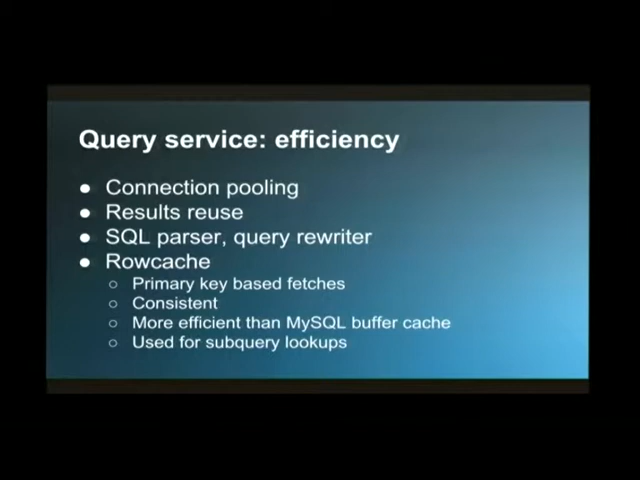 Query service: efficiency
● Connection pooling
● Results reuse
● SQL parser, query rewriter
● Rowcache
○ Primary key based fetches
○ Consistent
○ More efficient than MySQL buffer cache
○ Used for subquery lookups